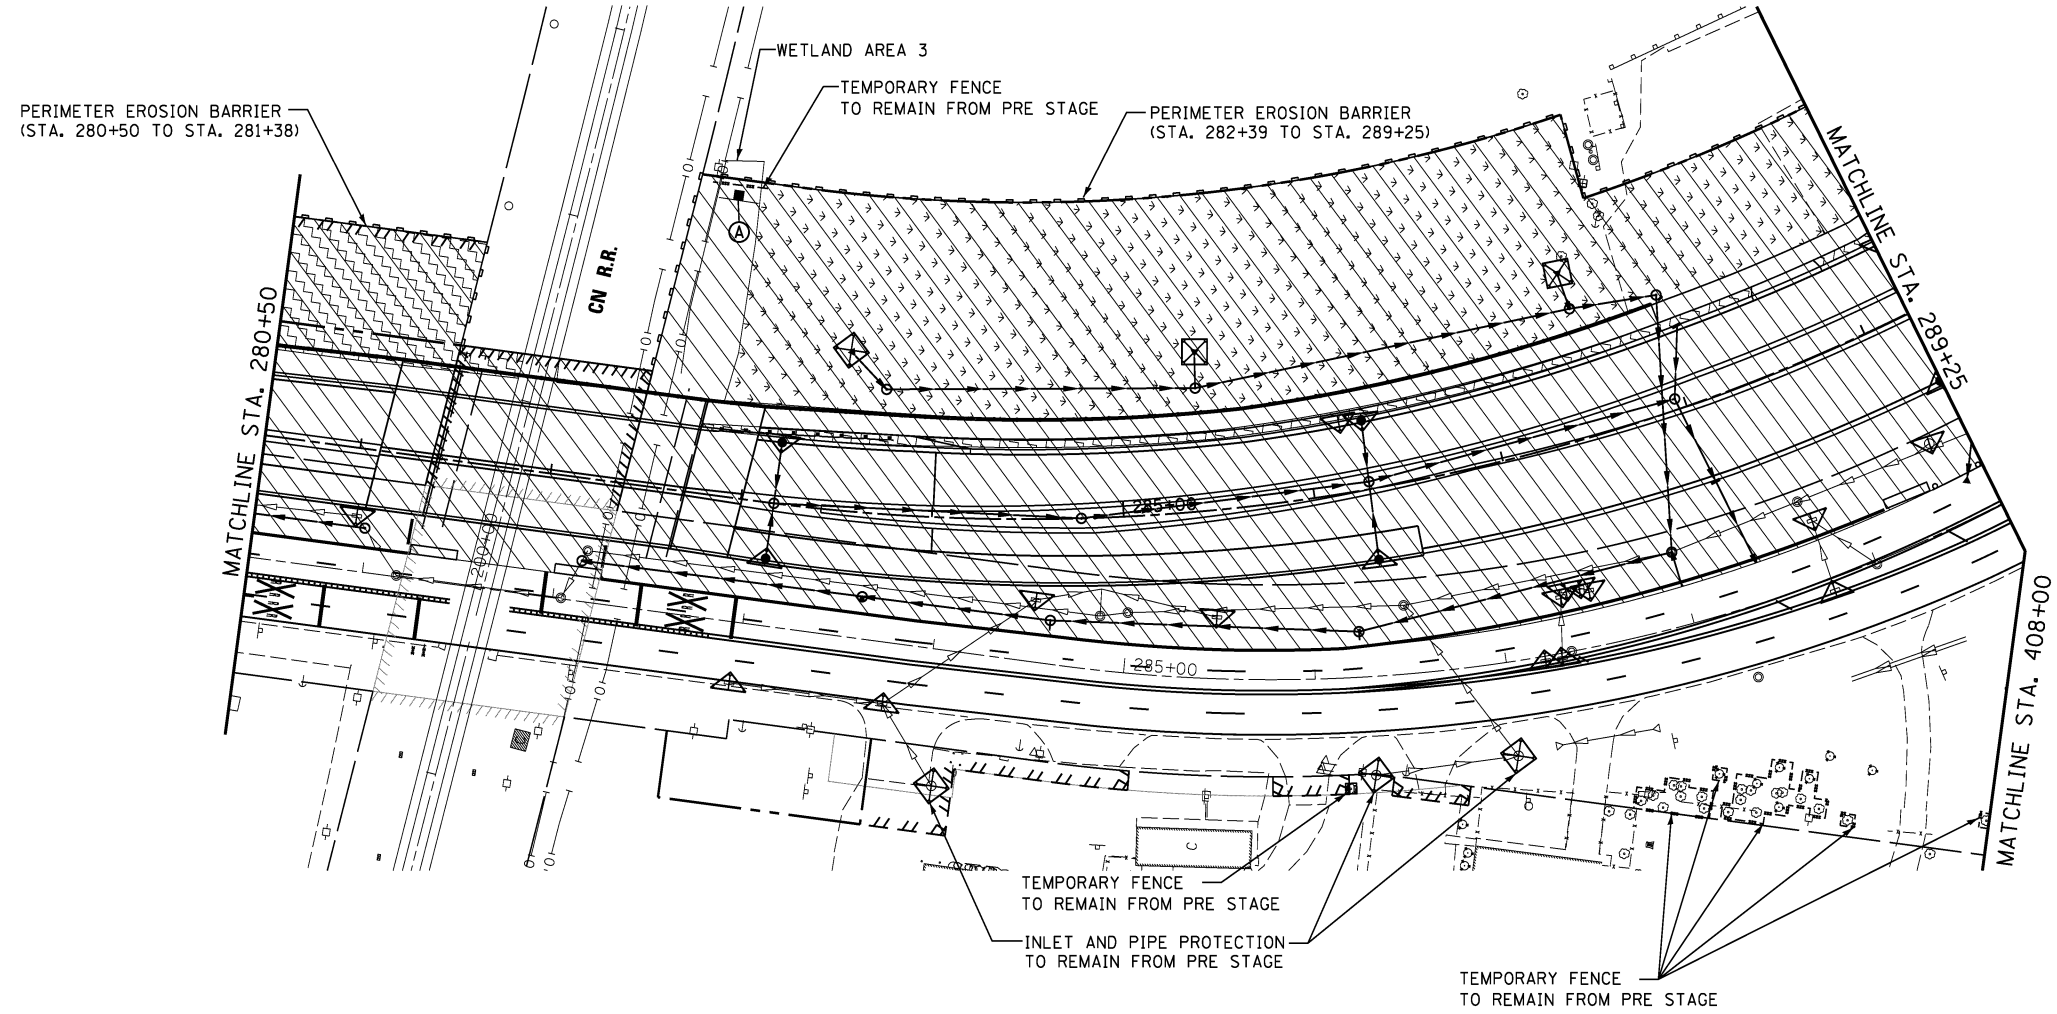 WETLAND AREA 3
TEMPORARY FENCE
TO REMAIN FROM PRE STAGE
PERIMETER EROSION BARRIER
(STA. 280+50 TO STA. 281+38)
PERIMETER EROSION BARRIER
(STA. 282+39 TO STA. 289+25)
MATCHLINE STA. 289+25
A
CN R.R.
MATCHLINE STA. 280+50
285+00
200+00
285+00
MATCHLINE STA. 408+00
C
TEMPORARY FENCE
TO REMAIN FROM PRE STAGE
INLET AND PIPE PROTECTION
TO REMAIN FROM PRE STAGE
TEMPORARY FENCE
TO REMAIN FROM PRE STAGE